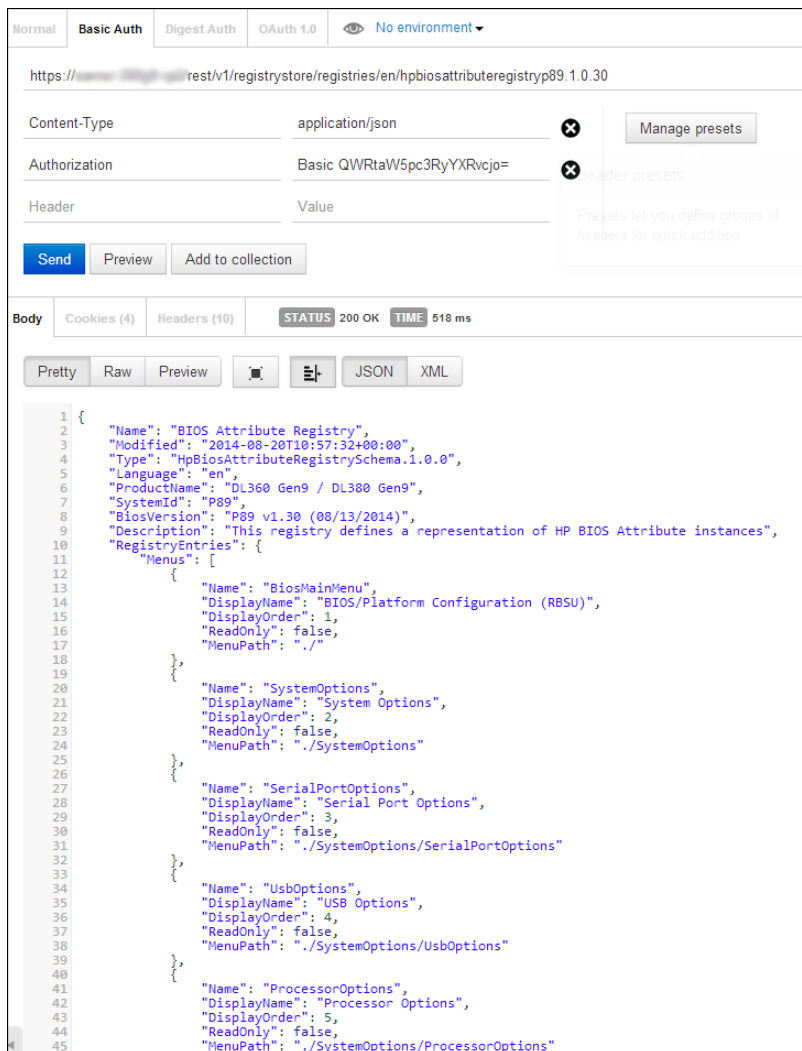 Normal Basic Auth Digest Auth OAuth 1.0 No environment
https:// /rest/v1/registrystore/registries/en/hpbiosattributeregistryp89.1.0.30
Content-Type application/json Manage presets
Authorization Basic QWRtaW5pc3RyYXRvcjo=
Header presets
Header Value
Presets let you define groups of
headers for quick addition
Send Preview Add to collection
Body Cookies (4) Headers (10) STATUS 200 OK TIME 518 ms
Pretty Raw Preview JSON XML
1 {
2 "Name": "BIOS Attribute Registry",
3 "Modified": "2014-08-20T10:57:32+00:00",
4 "Type": "HpBiosAttributeRegistrySchema.1.0.0",
5 "Language": "en",
6 "ProductName": "DL360 Gen9 / DL380 Gen9",
7 "SystemId": "P89",
8 "BiosVersion": "P89 v1.30 (08/13/2014)",
9 "Description": "This registry defines a representation of HP BIOS Attribute instances",
10 "RegistryEntries": {
11 "Menus": [
12 {
13 "Name": "BiosMainMenu",
14 "DisplayName": "BIOS/Platform Configuration (RBSU)",
15 "DisplayOrder": 1,
16 "ReadOnly": false,
17 "MenuPath": "./"
18 },
19 {
20 "Name": "SystemOptions",
21 "DisplayName": "System Options",
22 "DisplayOrder": 2,
23 "ReadOnly": false,
24 "MenuPath": "./SystemOptions"
25 },
26 {
27 "Name": "SerialPortOptions",
28 "DisplayName": "Serial Port Options",
29 "DisplayOrder": 3,
30 "ReadOnly": false,
31 "MenuPath": "./SystemOptions/SerialPortOptions"
32 },
33 {
34 "Name": "UsbOptions",
35 "DisplayName": "USB Options",
36 "DisplayOrder": 4,
37 "ReadOnly": false,
38 "MenuPath": "./SystemOptions/UsbOptions"
39 },
40 {
41 "Name": "ProcessorOptions",
42 "DisplayName": "Processor Options",
43 "DisplayOrder": 5,
44 "ReadOnly": false,
45 "MenuPath": "./SystemOptions/ProcessorOptions"